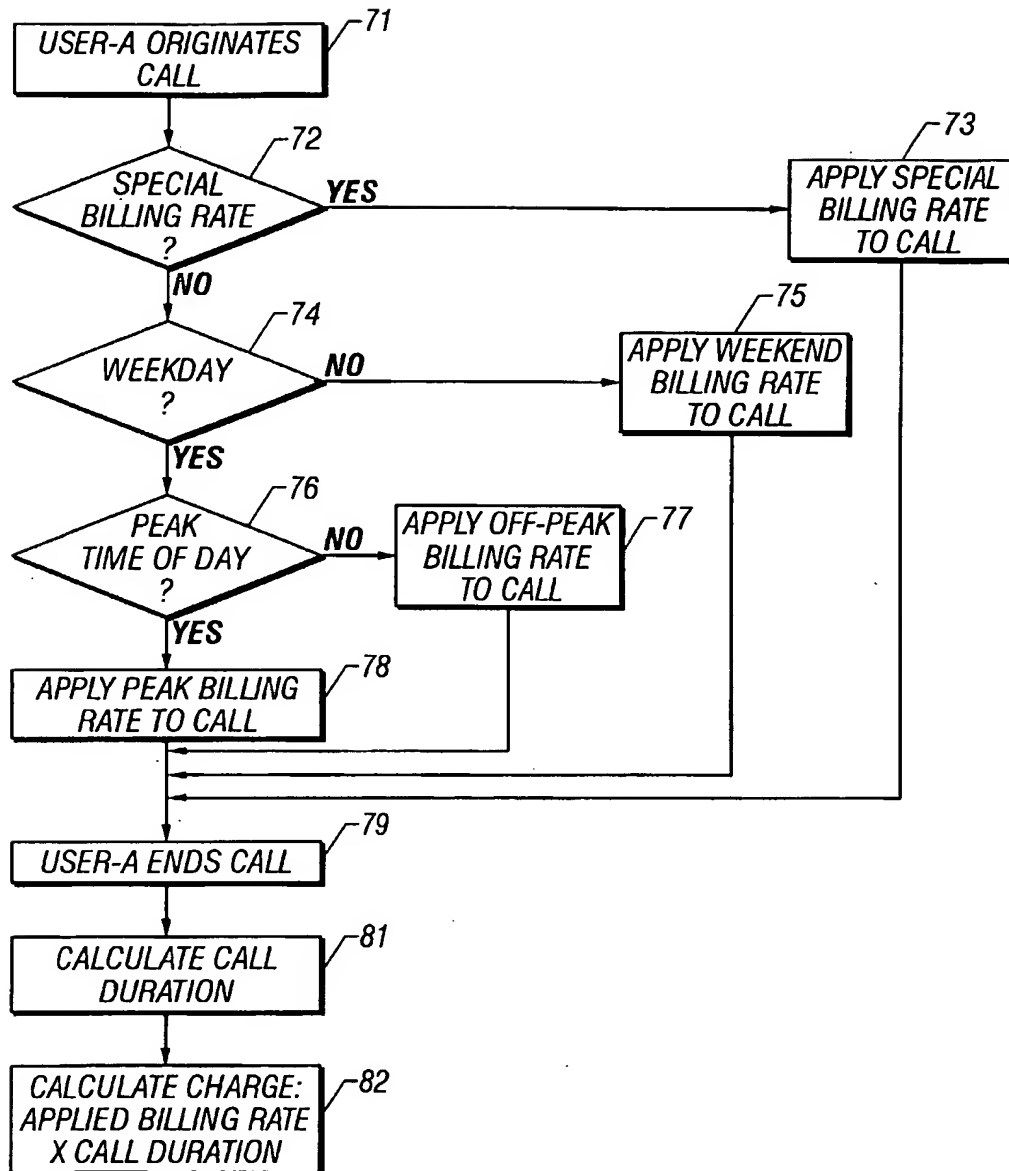 71
USER-A ORIGINATES
CALL
72
SPECIAL
BILLING RATE
?
YES
NO
73
APPLY SPECIAL
BILLING RATE
TO CALL
74
WEEKDAY
?
NO
YES
75
APPLY WEEKEND
BILLING RATE
TO CALL
76
PEAK
TIME OF DAY
?
NO
YES
77
APPLY OFF-PEAK
BILLING RATE
TO CALL
78
APPLY PEAK BILLING
RATE TO CALL
79
USER-A ENDS CALL
81
CALCULATE CALL
DURATION
82
CALCULATE CHARGE:
APPLIED BILLING RATE
X CALL DURATION